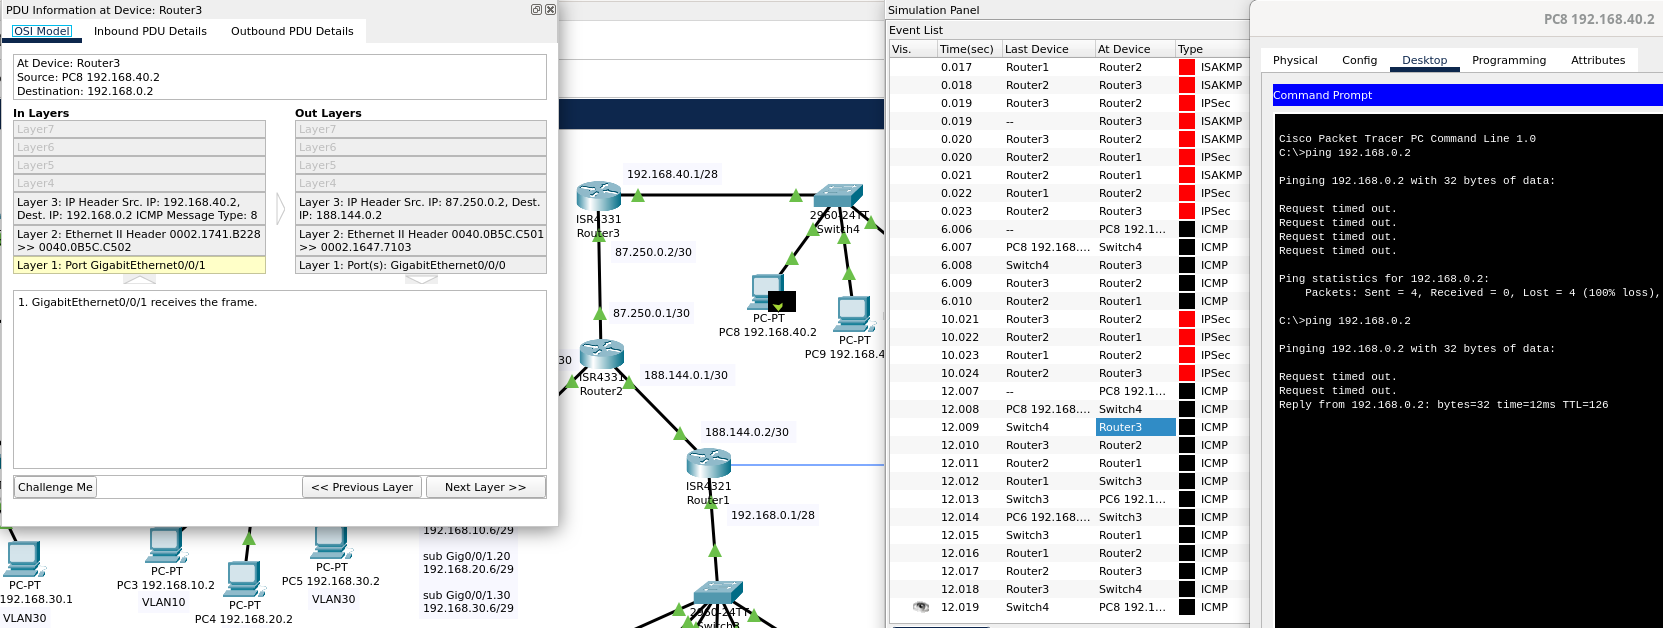 PDU Information at Device: Router3
OSI Model
Inbound PDU Details
Outbound PDU Details
At Device: Router3
Source: PC8 192.168.40.2
Destination: 192.168.0.2
In Layers
Out Layers
Layer7
Layer6
Layer5
Layer4
Layer 3: IP Header Src. IP: 192.168.40.2,
Dest. IP: 192.168.0.2 ICMP Message Type: 8
Layer 2: Ethernet II Header 0002.1741.B228
>> 0040.0B5C.C502
Layer 1: Port GigabitEthernet0/0/1
Layer7
Layer6
Layer5
Layer4
Layer 3: IP Header Src. IP: 87.250.0.2, Dest.
IP: 188.144.0.2
Layer 2: Ethernet II Header 0040.0B5C.C501
>> 0002.1647.7103
Layer 1: Port(s): GigabitEthernet0/0/0
1. GigabitEthernet0/0/1 receives the frame.
Challenge Me
<< Previous Layer
Next Layer >>
192.168.40.1/28
ISR4331
Router3
2960-24TT
Switch4
87.250.0.2/30
PC-PT
PC8 192.168.40.2
PC-PT
PC9 192.168.4
87.250.0.1/30
30
ISR4331
Router2
188.144.0.1/30
188.144.0.2/30
ISR4321
Router1
192.168.0.1/28
2960-24TT
Switch3
PC-PT
192.168.30.1
VLAN30
PC-PT
PC3 192.168.10.2
VLAN10
PC-PT
PC4 192.168.20.2
PC-PT
PC5 192.168.30.2
VLAN30
192.168.10.6/29
sub Gig0/0/1.20
192.168.20.6/29
sub Gig0/0/1.30
192.168.30.6/29
Simulation Panel
Event List
Vis. Time(sec) Last Device At Device Type
0.017 Router1 Router2 ISAKMP
0.018 Router2 Router3 ISAKMP
0.019 Router3 Router2 IPSec
0.019 -- Router3 ISAKMP
0.020 Router3 Router2 ISAKMP
0.020 Router2 Router1 IPSec
0.021 Router2 Router1 ISAKMP
0.022 Router1 Router2 IPSec
0.023 Router2 Router3 IPSec
6.006 -- PC8 192.1... ICMP
6.007 PC8 192.168.... Switch4 ICMP
6.008 Switch4 Router3 ICMP
6.009 Router3 Router2 ICMP
6.010 Router2 Router1 ICMP
10.021 Router3 Router2 IPSec
10.022 Router2 Router1 IPSec
10.023 Router1 Router2 IPSec
10.024 Router2 Router3 IPSec
12.007 -- PC8 192.1... ICMP
12.008 PC8 192.168.... Switch4 ICMP
12.009 Switch4 Router3 ICMP
12.010 Router3 Router2 ICMP
12.011 Router2 Router1 ICMP
12.012 Router1 Switch3 ICMP
12.013 Switch3 PC6 192.1... ICMP
12.014 PC6 192.168.... Switch3 ICMP
12.015 Switch3 Router1 ICMP
12.016 Router1 Router2 ICMP
12.017 Router2 Router3 ICMP
12.018 Router3 Switch4 ICMP
12.019 Switch4 PC8 192.1... ICMP
PC8 192.168.40.2
Physical Config Desktop Programming Attributes
Command Prompt
Cisco Packet Tracer PC Command Line 1.0
C:\>ping 192.168.0.2
Pinging 192.168.0.2 with 32 bytes of data:
Request timed out.
Request timed out.
Request timed out.
Request timed out.
Ping statistics for 192.168.0.2:
Packets: Sent = 4, Received = 0, Lost = 4 (100% loss),
C:\>ping 192.168.0.2
Pinging 192.168.0.2 with 32 bytes of data:
Request timed out.
Request timed out.
Reply from 192.168.0.2: bytes=32 time=12ms TTL=126